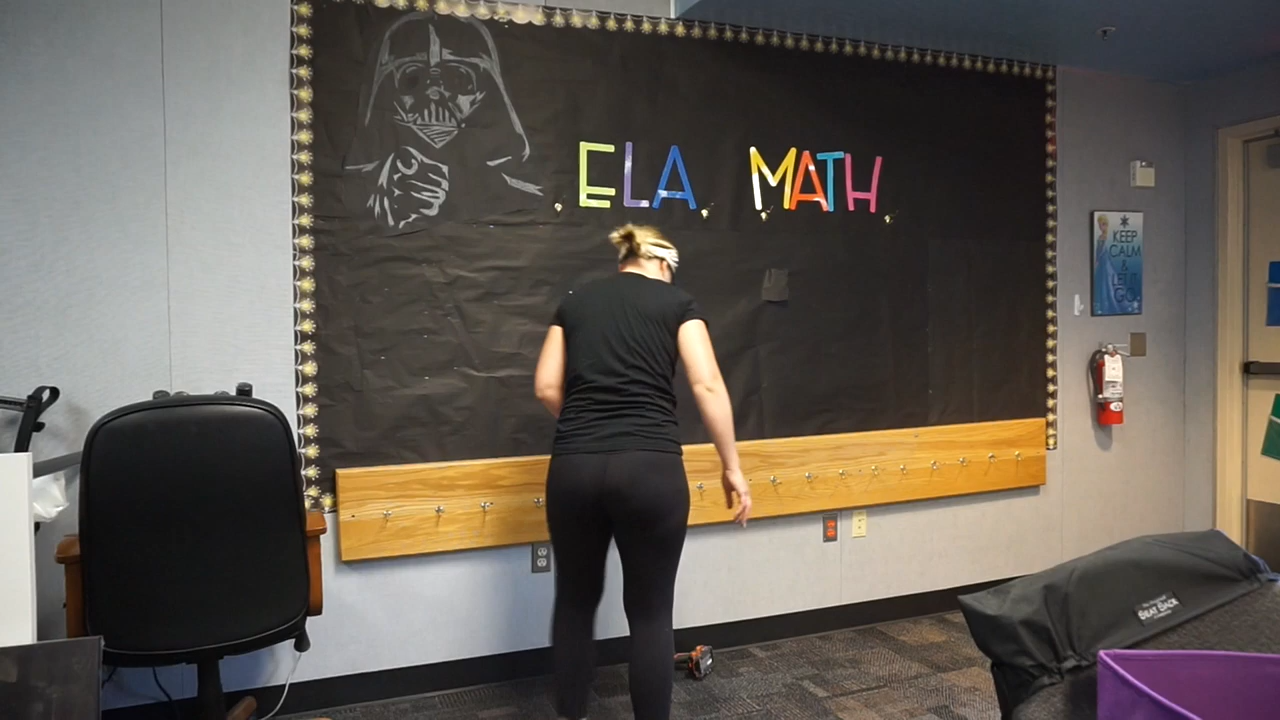 ELA MATH
KEEP
CALM
&
LET IT
GO
SEAT SACK